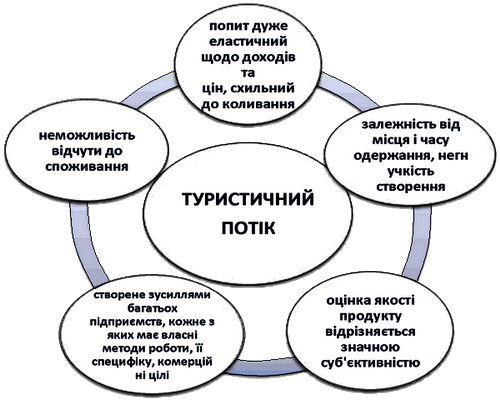 попит дуже
еластичний
щодо доходів
та
цін, схильний
до коливання
залежність від
місця і часу
одержання, негн
учкість
створення
оцінка якості
продукту
відрізняється
значною
суб'єктивністю
створене зусиллями
багатьох
підприємств, кожне з
яких має власні
методи роботи, її
специфіку, комерцій
ні цілі
неможливість
відчути до
споживання
ТУРИСТИЧНИЙ
ПОТІК